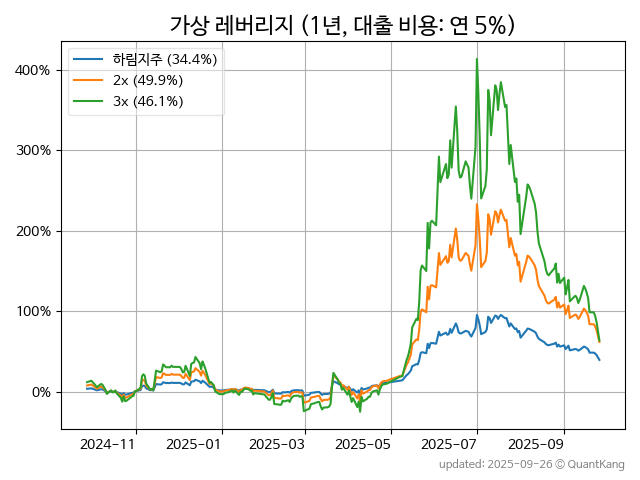 가상 레버리지 (1년, 대출 비용: 연 5%)
하림지주 (34.4%)
2x (49.9%)
3x (46.1%)
400%
300%
200%
100%
0%
2024-11 2025-01 2025-03 2025-05 2025-07 2025-09
updated: 2025-09-26 © QuantKang